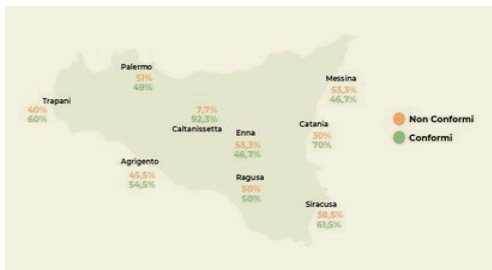 Palermo
51%
49%
Messina
53,3%
46,7%
Trapani
40%
60%
7,7%
92,3%
Caltanissetta
Enna
53,3%
46,7%
Catania
30%
70%
Non Conformi
Conformi
Agrigento
45,5%
54,5%
Ragusa
50%
50%
Siracusa
38,5%
61,5%